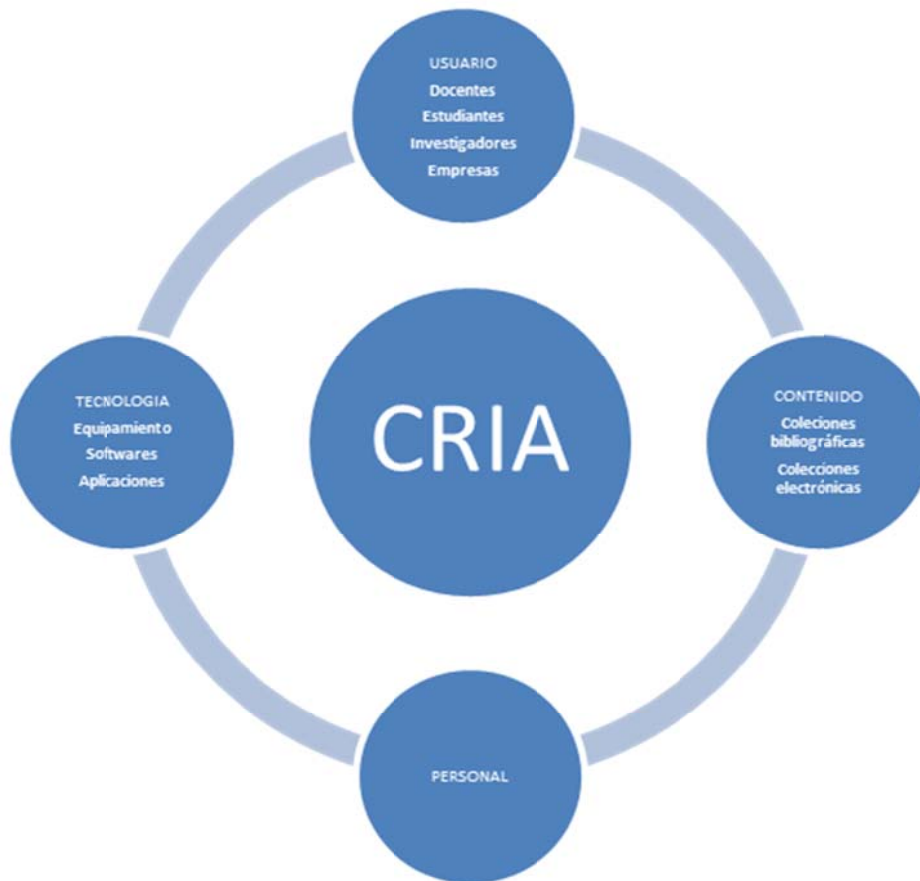 USUARIO
Docentes
Estudiantes
Investigadores
Empresas
TECNOLOGIA
Equipamiento
Softwares
Aplicaciones
CRIA
CONTENIDO
Coleciones
bibliográficas
Colecciones
electrónicas
PERSONAL